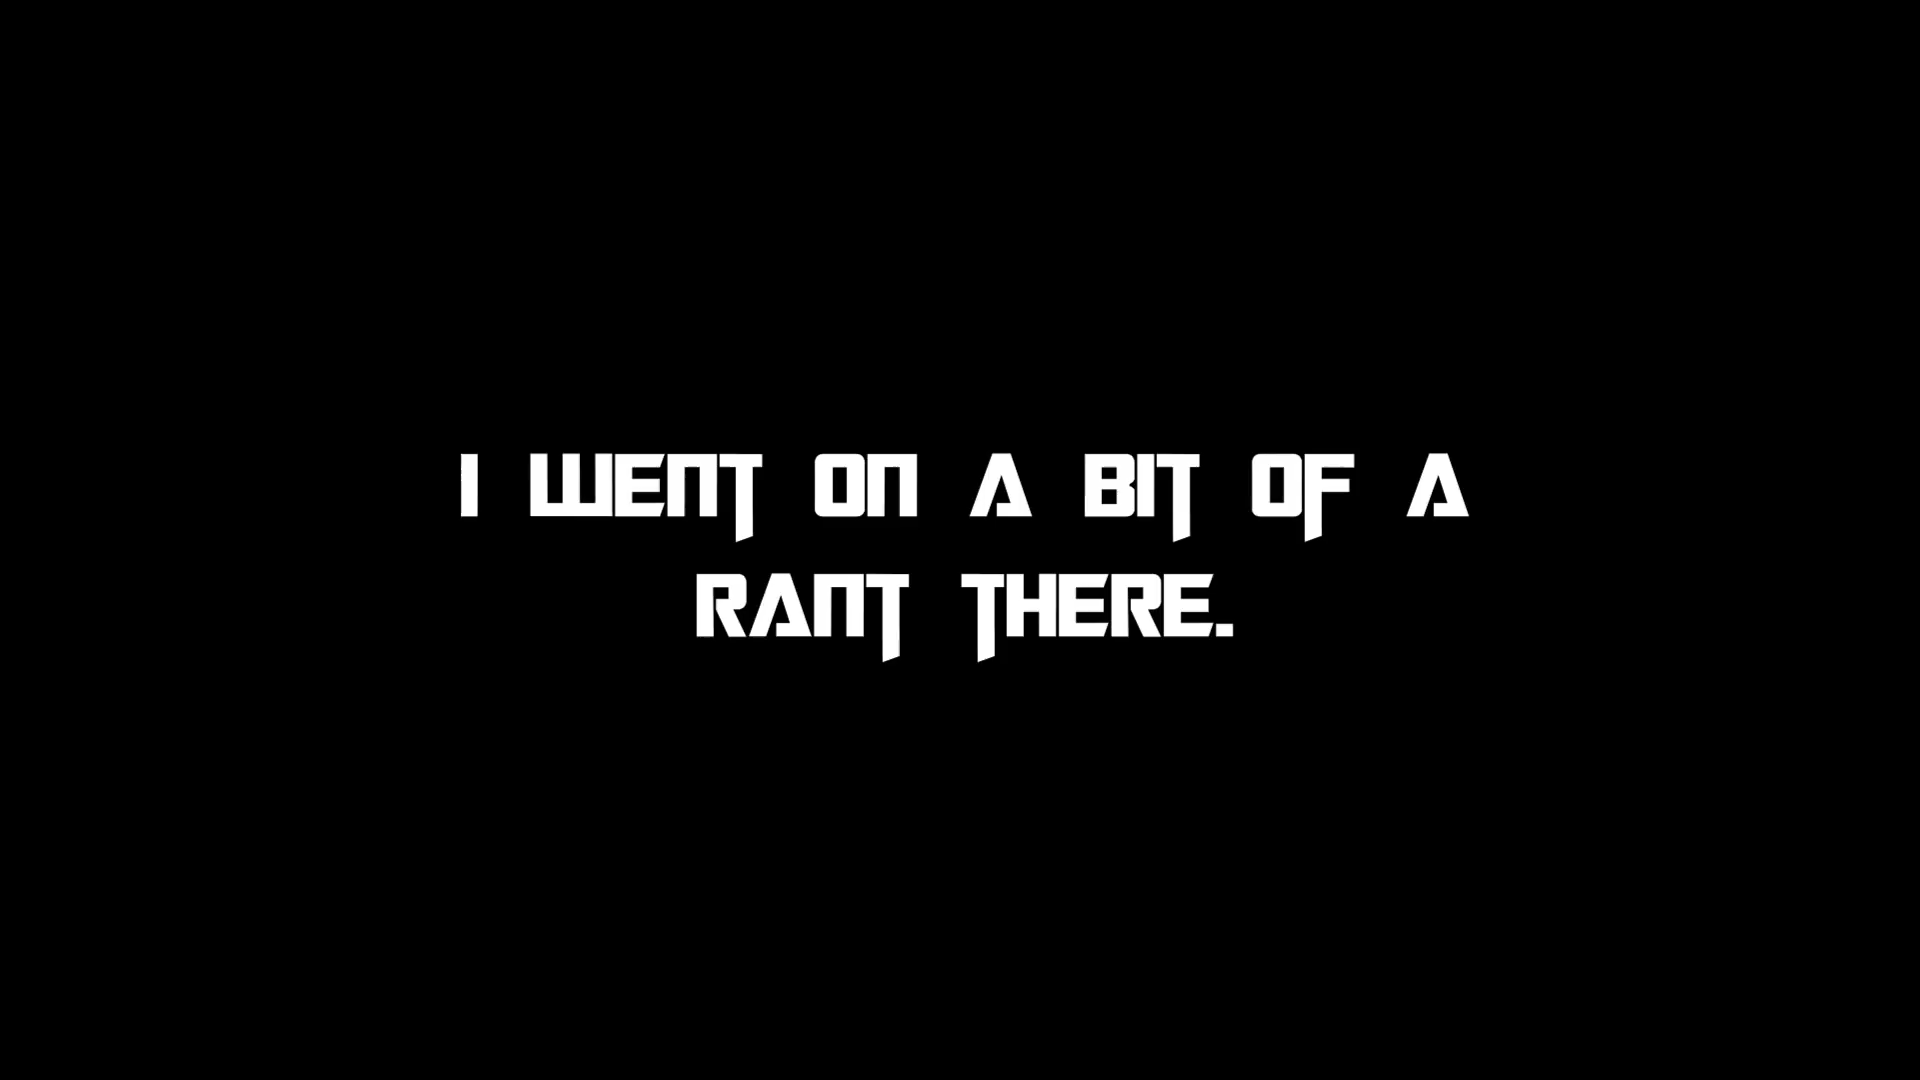 I WENT ON A BIT OF A
RANT THERE.